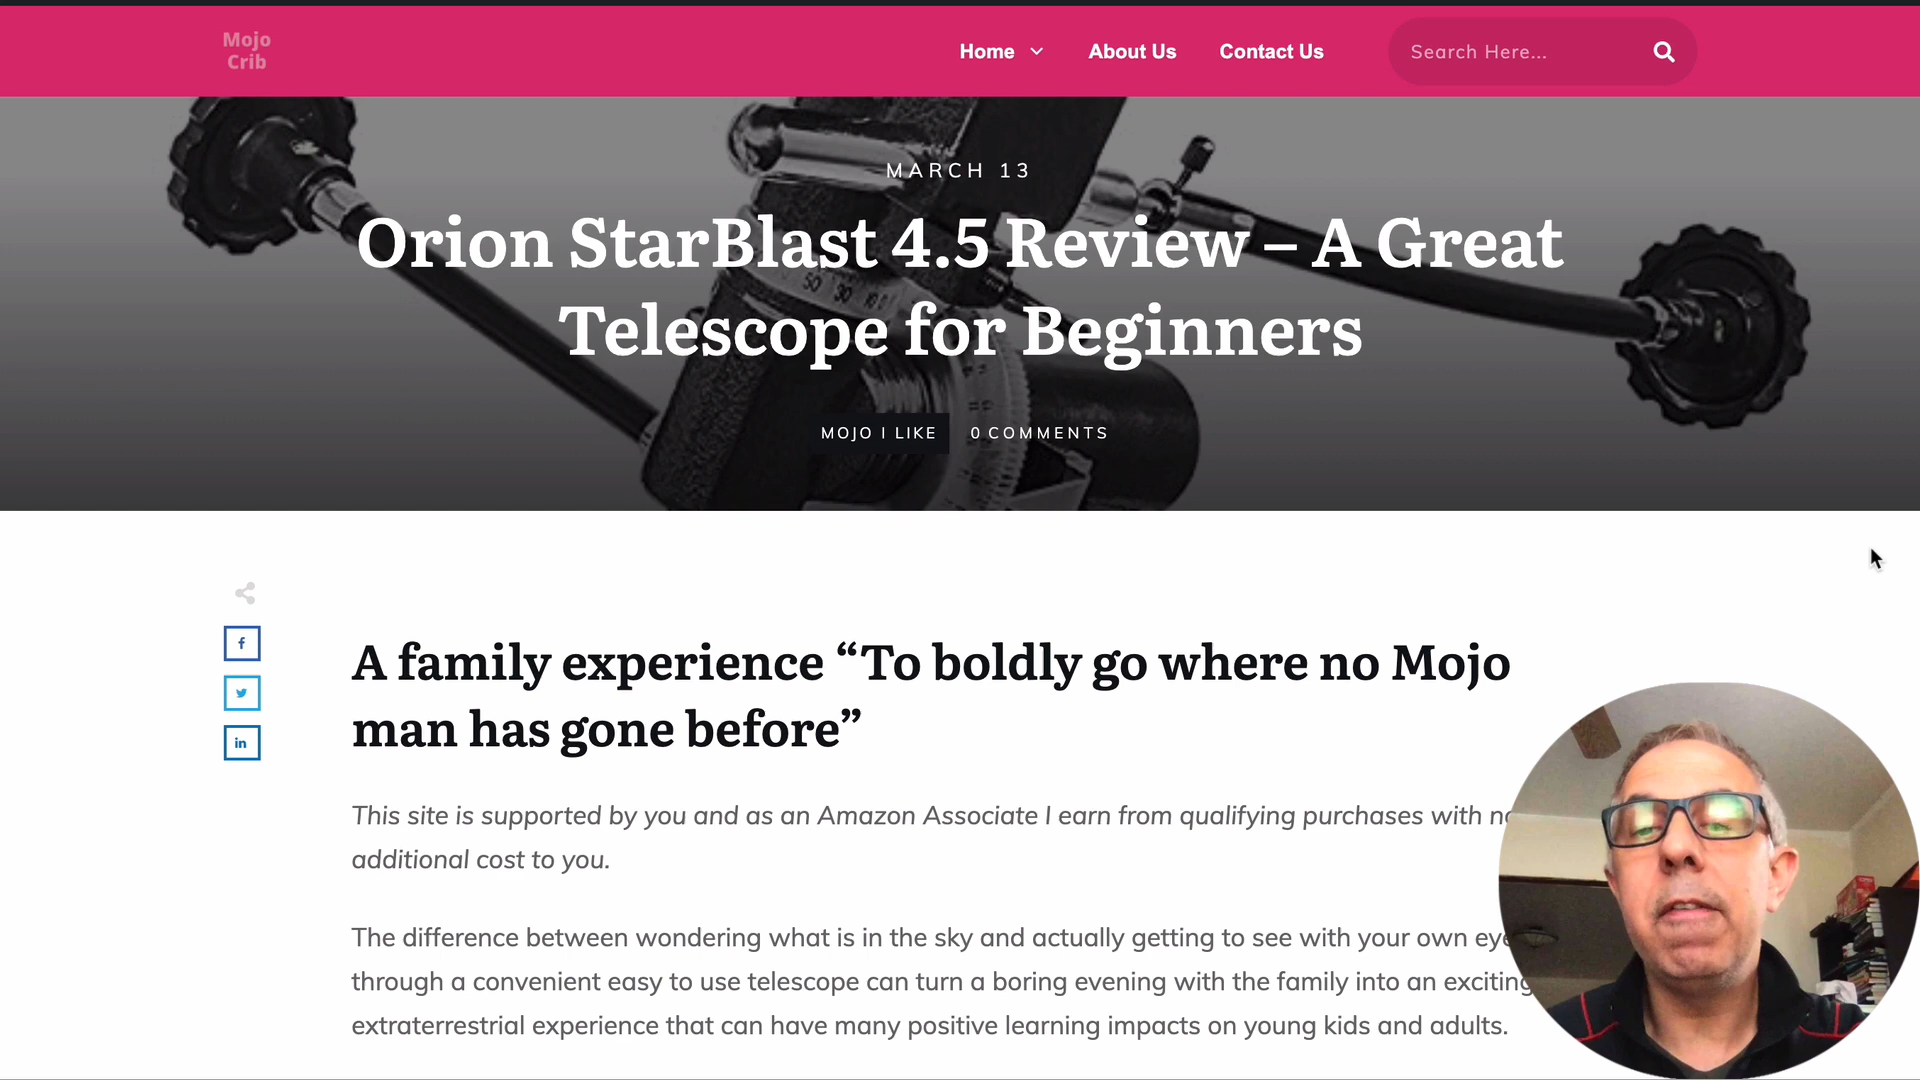 Mojo
Crib
Home
About Us
Contact Us
Search Here...
MARCH 13
Orion StarBlast 4.5 Review – A Great
Telescope for Beginners
MOJO I LIKE
0 COMMENTS
A family experience “To boldly go where no Mojo
man has gone before”
This site is supported by you and as an Amazon Associate I earn from qualifying purchases with no
additional cost to you.
The difference between wondering what is in the sky and actually getting to see with your own eye
through a convenient easy to use telescope can turn a boring evening with the family into an exciting
extraterrestrial experience that can have many positive learning impacts on young kids and adults.